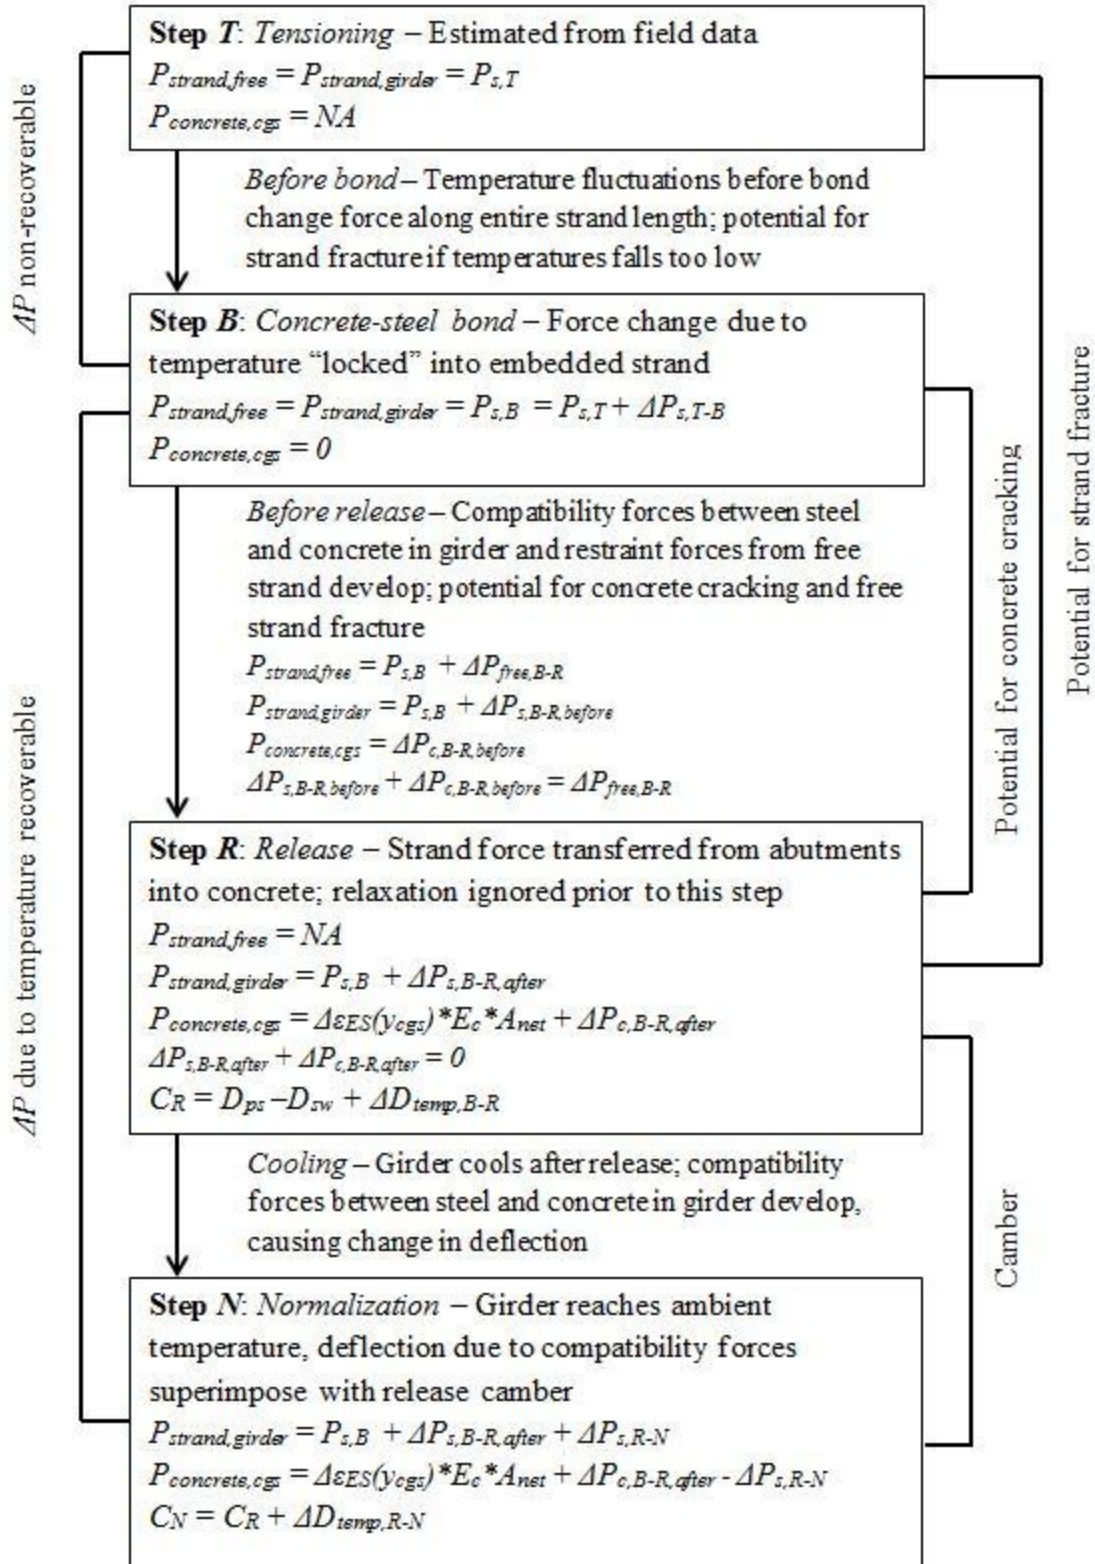 Step T: Tensioning – Estimated from field data
Pstrand,free = Pstrand,girder = Ps,T
Pconcrete,cgs = NA
Before bond – Temperature fluctuations before bond
change force along entire strand length; potential for
strand fracture if temperatures falls too low
Step B: Concrete-steel bond – Force change due to
temperature “locked” into embedded strand
Pstrand,free = Pstrand,girder = Ps,B = Ps,T + ΔPs,T-B
Pconcrete,cgs = 0
Before release – Compatibility forces between steel
and concrete in girder and restraint forces from free
strand develop; potential for concrete cracking and free
strand fracture
Pstrand,free = Ps,B + ΔPfree,B-R
Pstrand,girder = Ps,B + ΔPs,B-R,before
Pconcrete,cgs = ΔPc,B-R,before
ΔPs,B-R,before + ΔPc,B-R,before = ΔPfree,B-R
Step R: Release – Strand force transferred from abutments
into concrete; relaxation ignored prior to this step
Pstrand,free = NA
Pstrand,girder = Ps,B + ΔPs,B-R,after
Pconcrete,cgs = ΔεES(ycgs)*Ec*Anet + ΔPc,B-R,after
ΔPs,B-R,after + ΔPc,B-R,after = 0
CR = Dps –Dsw + ΔDtemp,B-R
Cooling – Girder cools after release; compatibility
forces between steel and concrete in girder develop,
causing change in deflection
Step N: Normalization – Girder reaches ambient
temperature, deflection due to compatibility forces
superimpose with release camber
Pstrand,girder = Ps,B + ΔPs,B-R,after + ΔPs,R-N
Pconcrete,cgs = ΔεES(ycgs)*Ec*Anet + ΔPc,B-R,after - ΔPs,R-N
CN = CR + ΔDtemp,R-N
ΔP non-recoverable
ΔP due to temperature recoverable
Potential for concrete cracking
Potential for strand fracture
Camber